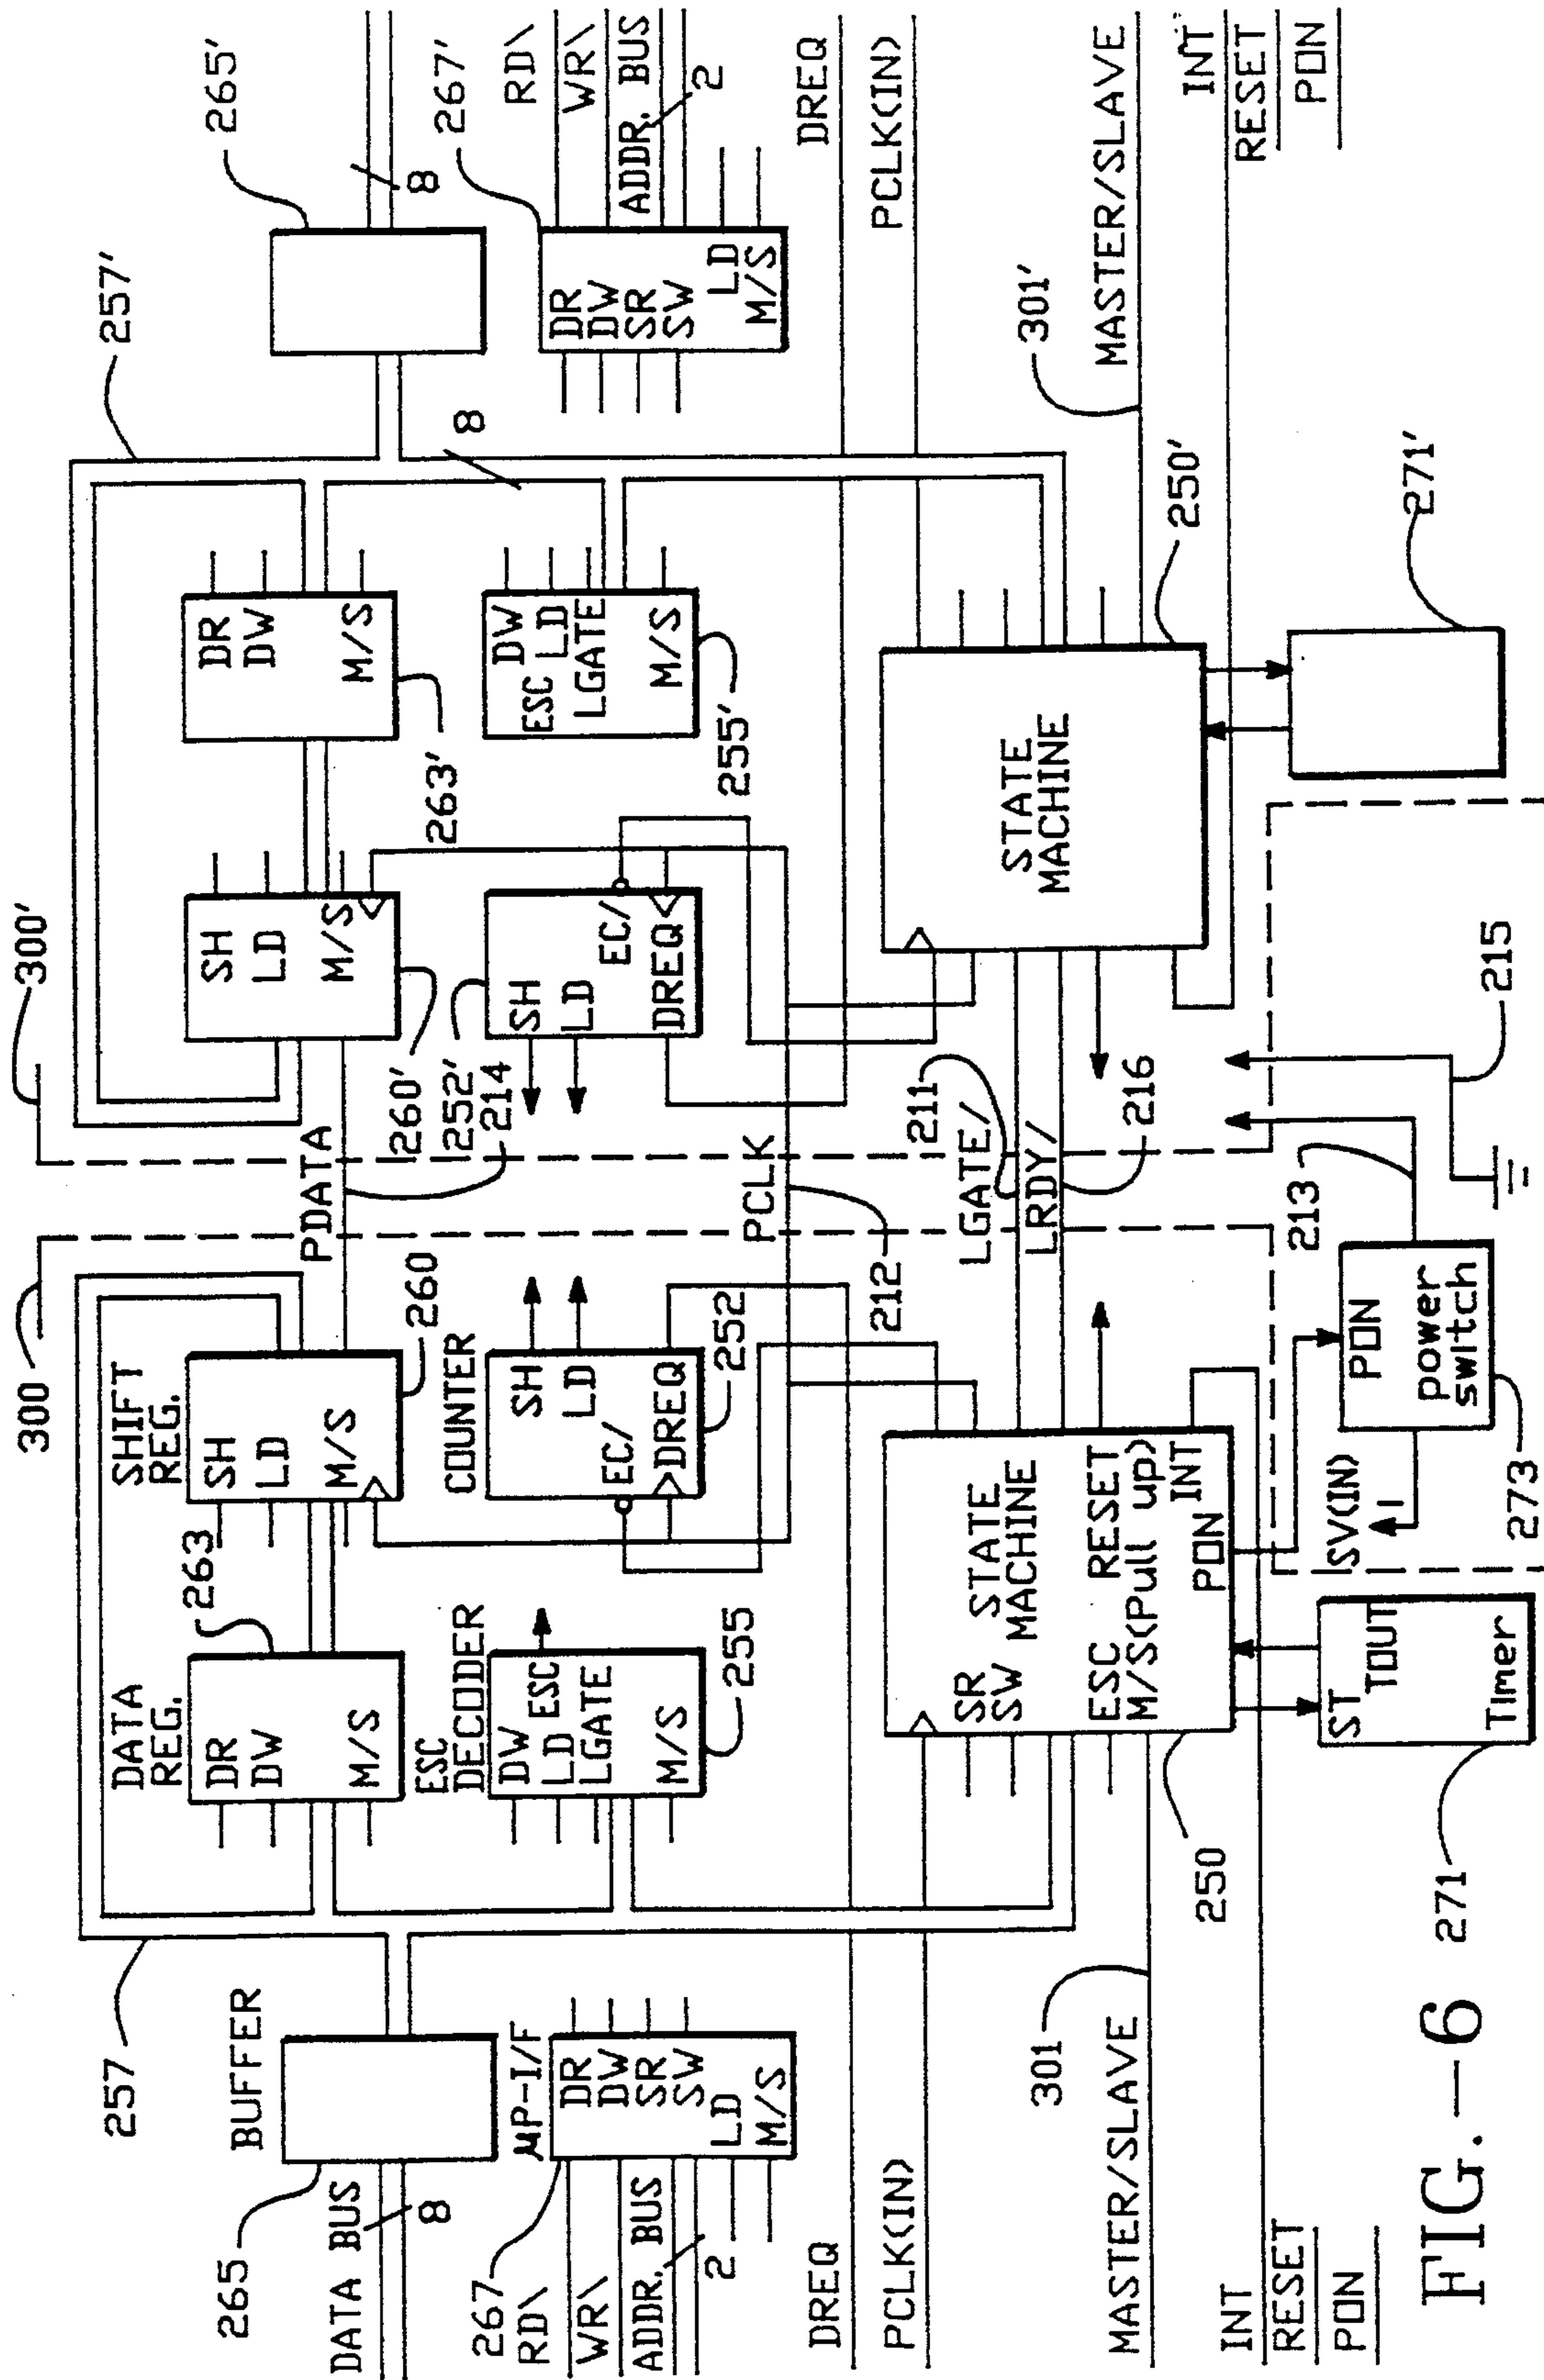 300
300'
257
BUFFER
265
DATA BUS
8
DATA
REG.
263
DR
DW
M/S
SHIFT
REG.
SH
LD
M/S
260
PDATA
214
SH
LD
M/S
260'
DR
DW
M/S
263'
257'
8
265'
8
267
µP-I/F
RD\
WR\
ADDR. BUS
2
DR
DW
SR
SW
LD
M/S
ESC
DECODER
DW
LD ESC
LGATE
M/S
255
COUNTER
SH
LD
EC/
DREQ
252
252'
SH
LD
EC/
DREQ
DW
ESC LD
LGATE
M/S
255'
DR
DW
SR
SW
LD
M/S
267'
RD\
WR\
ADDR. BUS
2
DREQ
PCLK(IN)
PCLK
212
DREQ
PCLK(IN)
STATE
MACHINE
SR
SW
ESC RESET
M/S(Pull up)
INT
PON
250
LGATE/
211
LRDY/
216
STATE
MACHINE
250'
301
MASTER/SLAVE
301'
MASTER/SLAVE
INT
RESET
PON
INT
RESET
PON
ST
TOUT
Timer
271
PON
power
switch
273
213
215
271'
FIG.-6